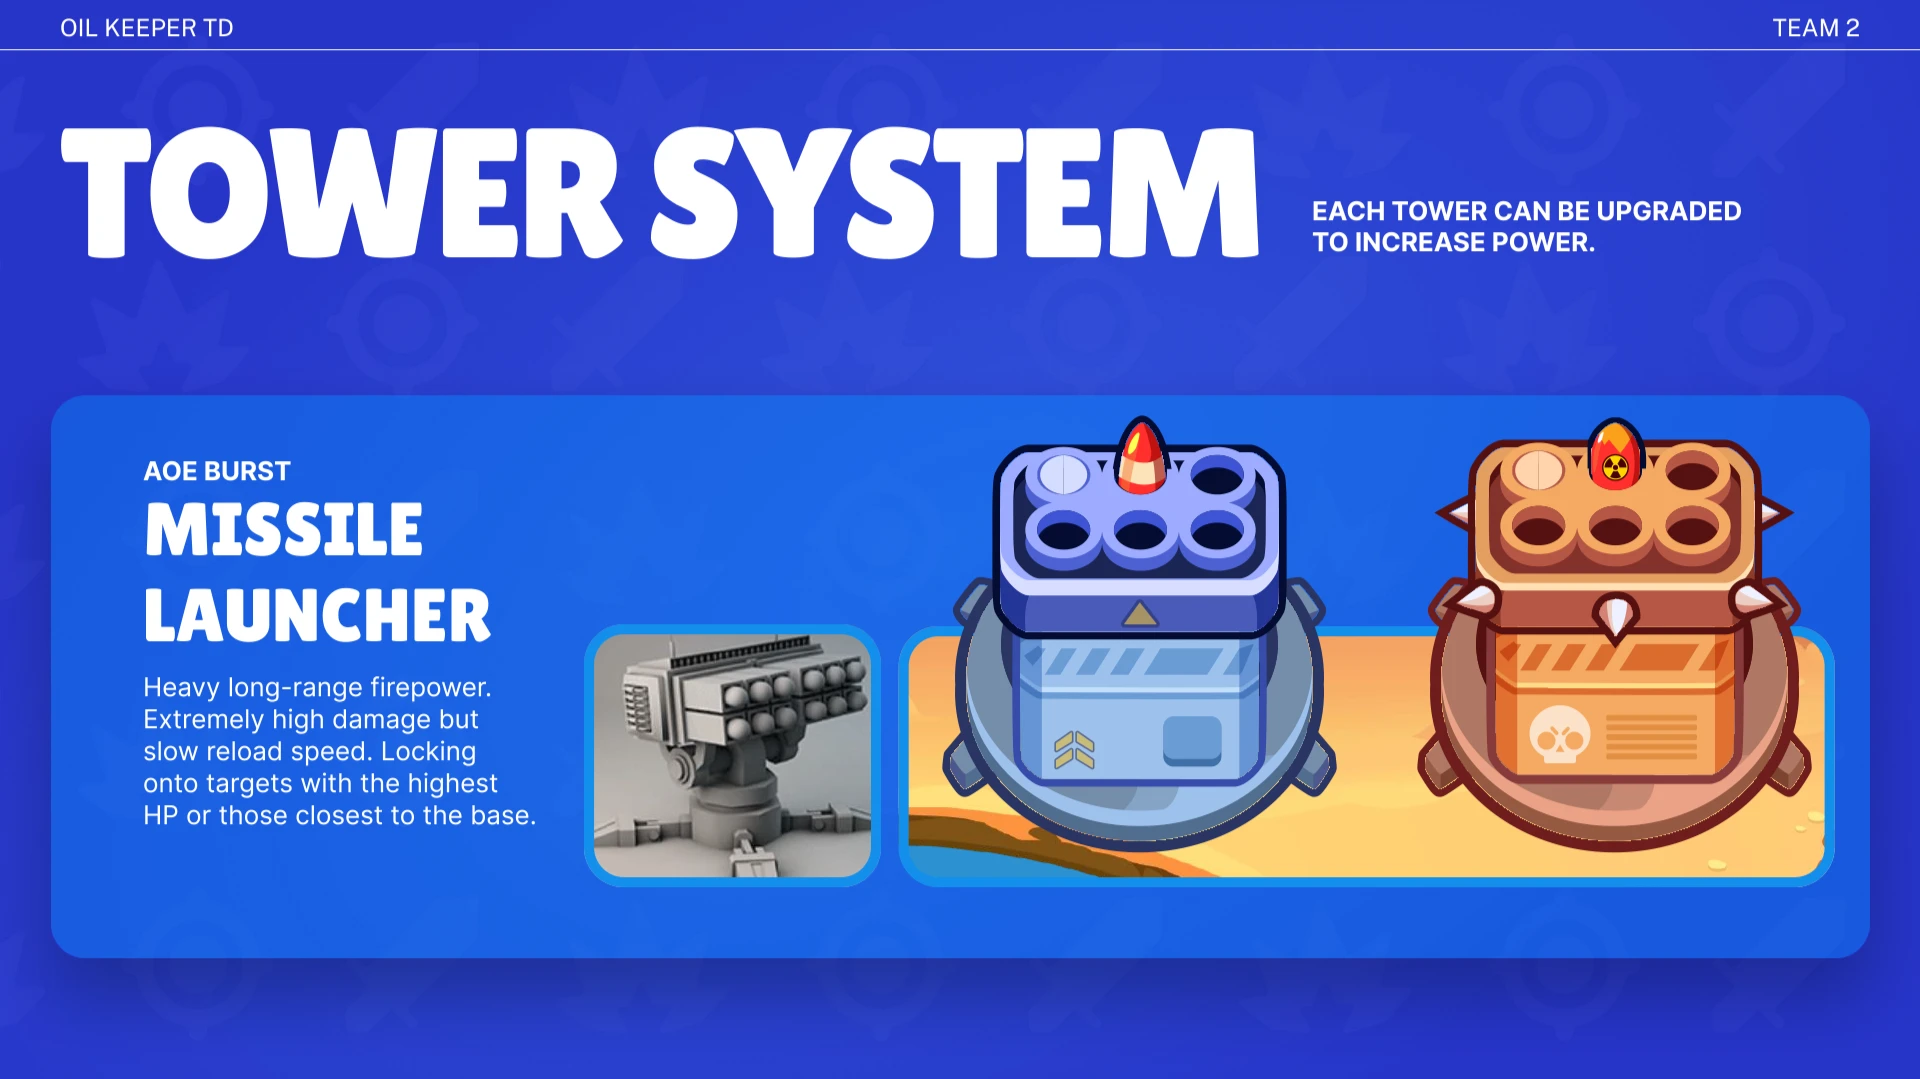 OIL KEEPER TD
TEAM 2
TOWER SYSTEM
EACH TOWER CAN BE UPGRADED
TO INCREASE POWER.
AOE BURST
MISSILE
LAUNCHER
Heavy long-range firepower.
Extremely high damage but
slow reload speed. Locking
onto targets with the highest
HP or those closest to the base.